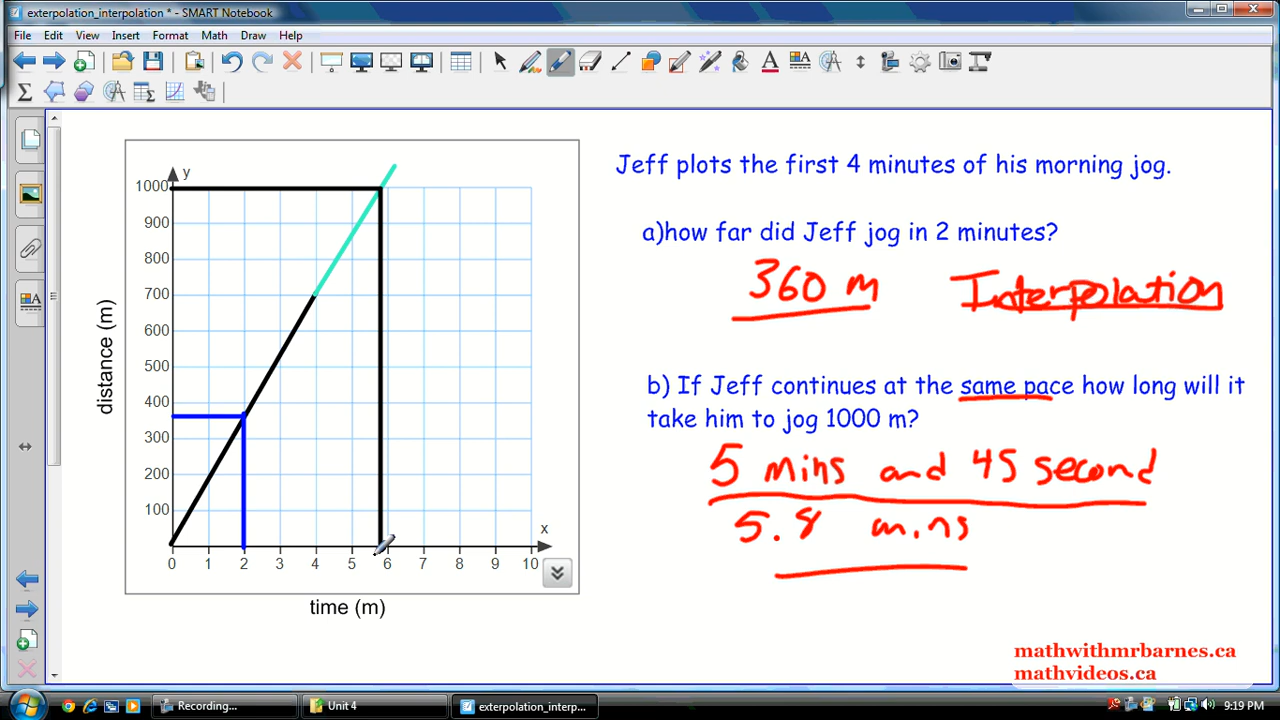 exterpolation_interpolation * - SMART Notebook
File Edit View Insert Format Math Draw Help
y
1000
900
800
700
600
500
400
300
200
100
distance (m)
x
0 1 2 3 4 5 6 7 8 9 10
time (m)
Jeff plots the first 4 minutes of his morning jog.
a)how far did Jeff jog in 2 minutes?
360 m Interpolation
b) If Jeff continues at the same pace how long will it
take him to jog 1000 m?
5 mins and 45 second
5.8 mins
mathwithmrbarnes.ca
mathvideos.ca
Recording... Unit 4 exterpolation_interp... 9:19 PM